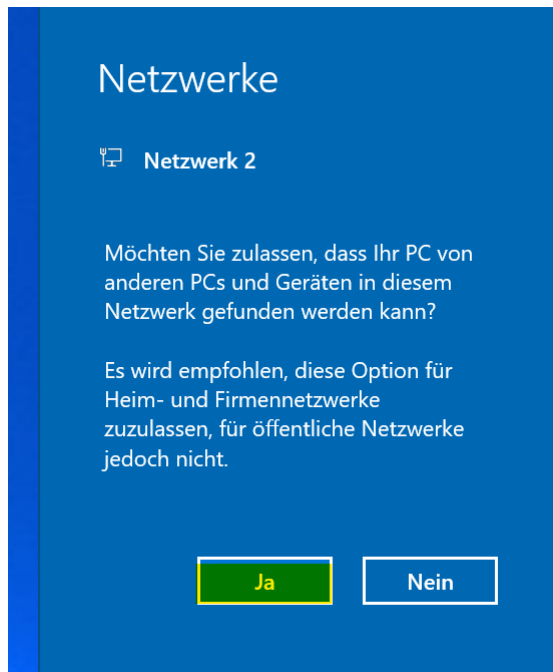 Netzwerke
Netzwerk 2
Möchten Sie zulassen, dass Ihr PC von
anderen PCs und Geräten in diesem
Netzwerk gefunden werden kann?
Es wird empfohlen, diese Option für
Heim- und Firmennetzwerke
zuzulassen, für öffentliche Netzwerke
jedoch nicht.
Ja
Nein